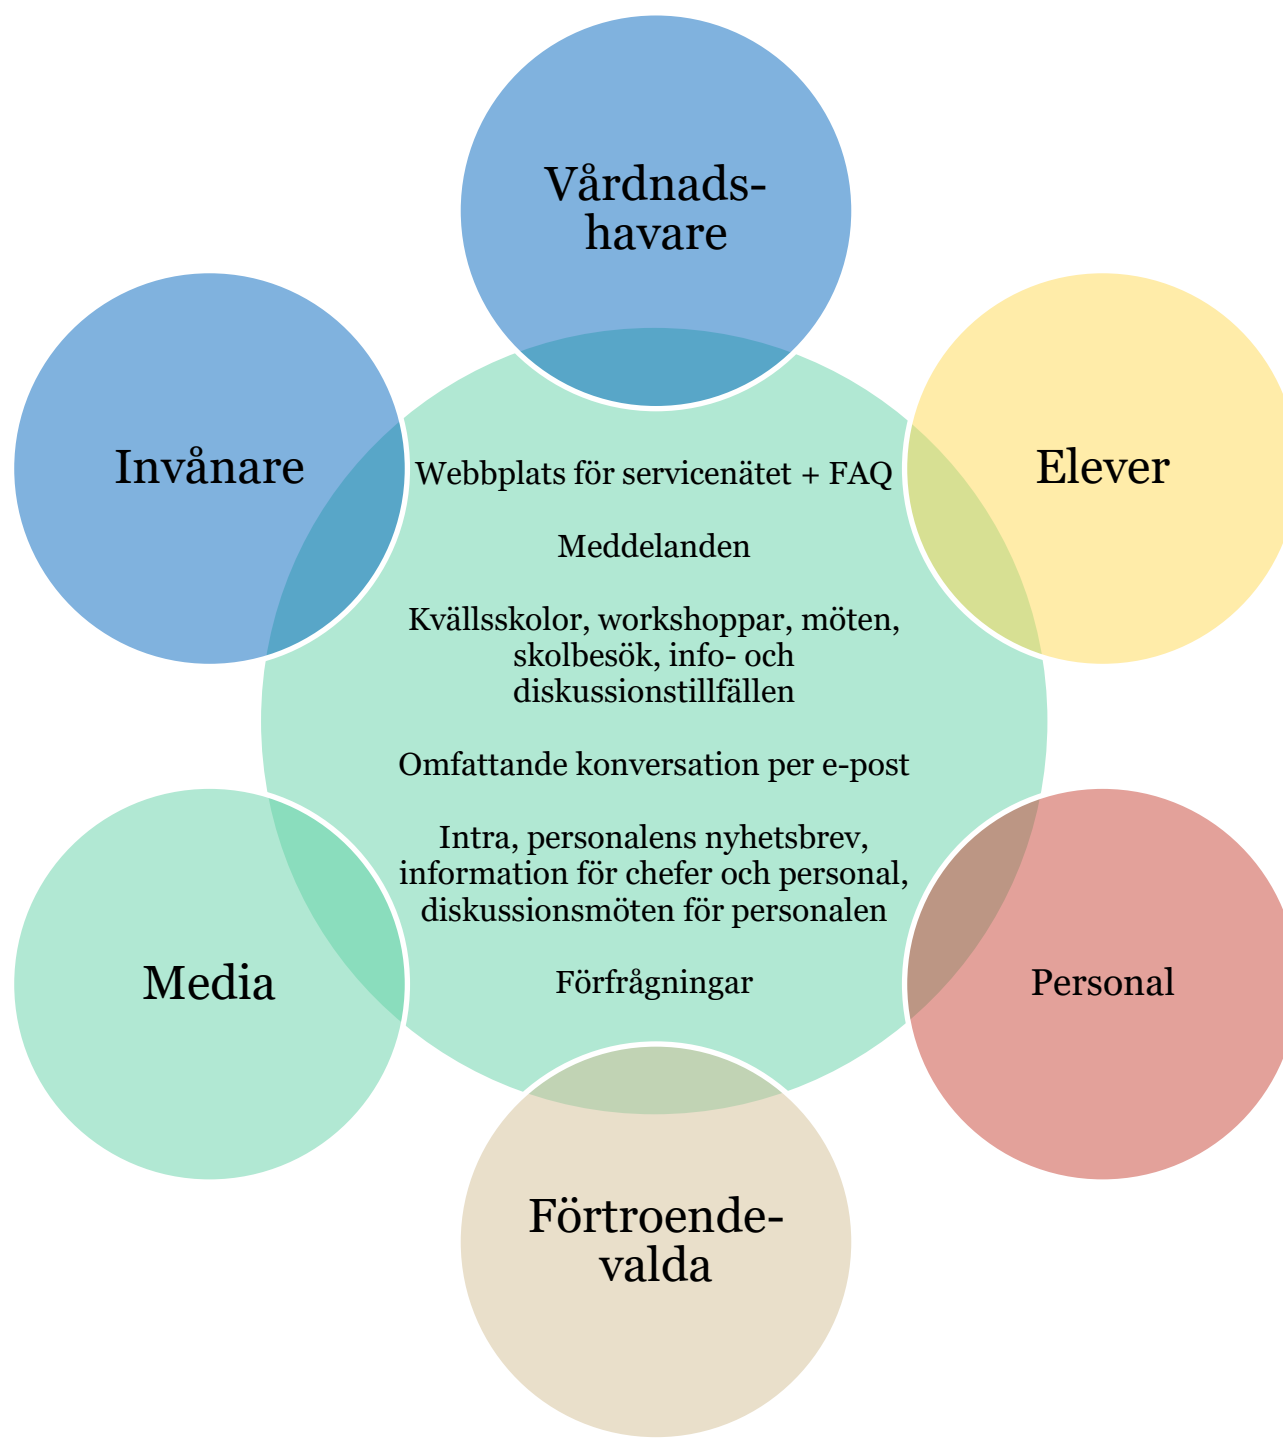 Vårdnads-
havare
Invånare
Elever
Webbplats för servicenätet + FAQ
Meddelanden
Kvällsskolor, workshoppar, möten,
skolbesök, info- och
diskussionstillfällen
Omfattande konversation per e-post
Intra, personalens nyhetsbrev,
information för chefer och personal,
diskussionsmöten för personalen
Förfrågningar
Media
Personal
Förtroende-
valda